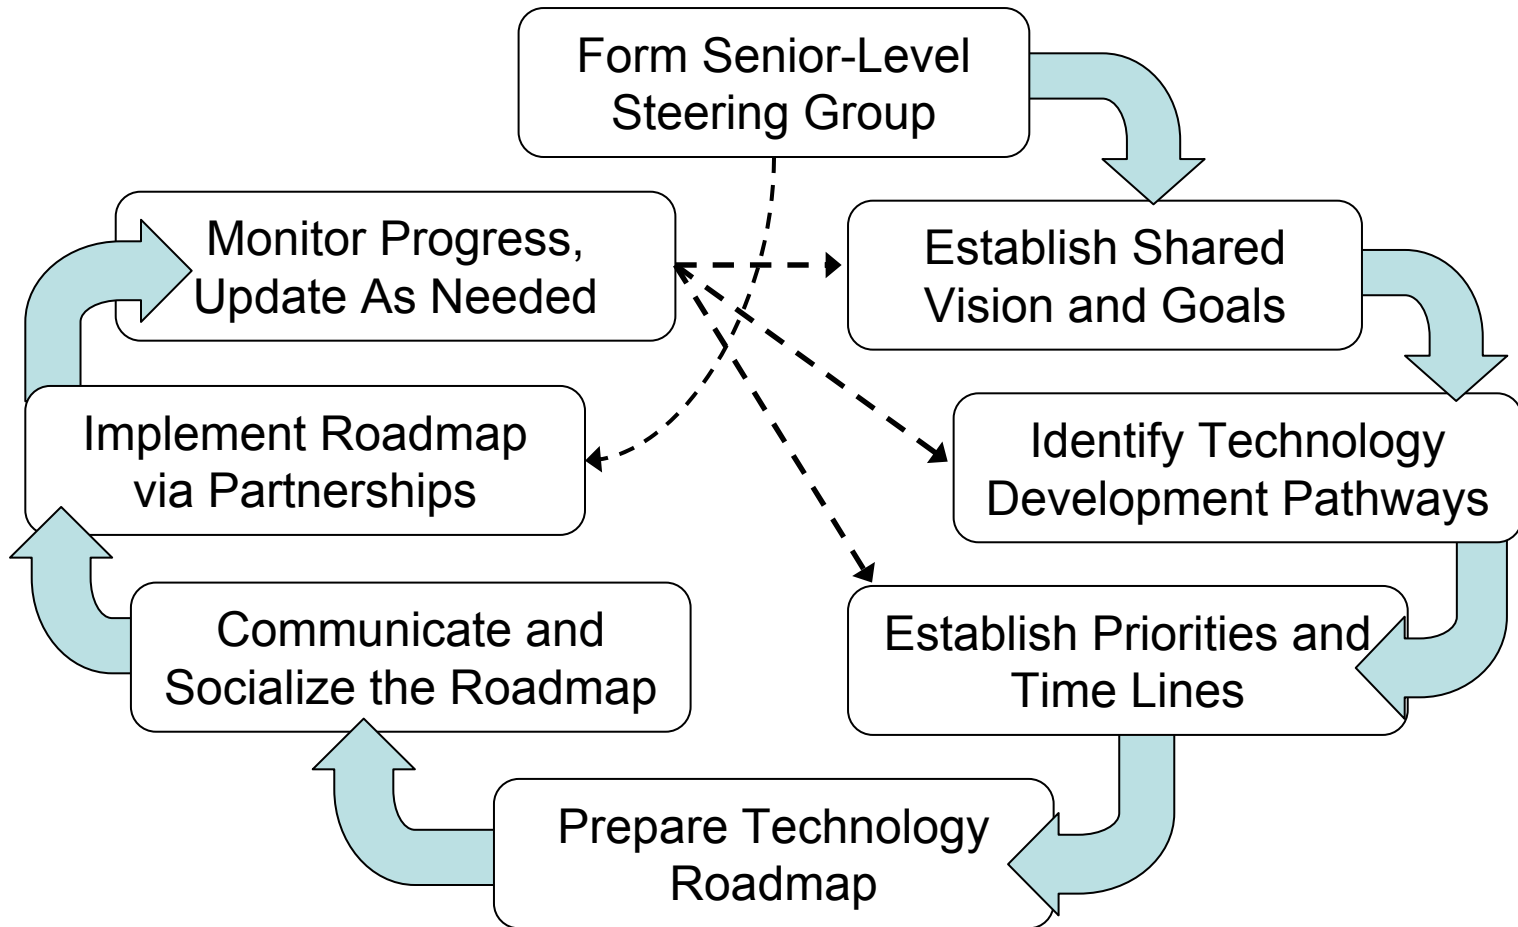 Form Senior-Level
Steering Group
Establish Shared
Vision and Goals
Identify Technology
Development Pathways
Establish Priorities and
Time Lines
Prepare Technology
Roadmap
Communicate and
Socialize the Roadmap
Implement Roadmap
via Partnerships
Monitor Progress,
Update As Needed